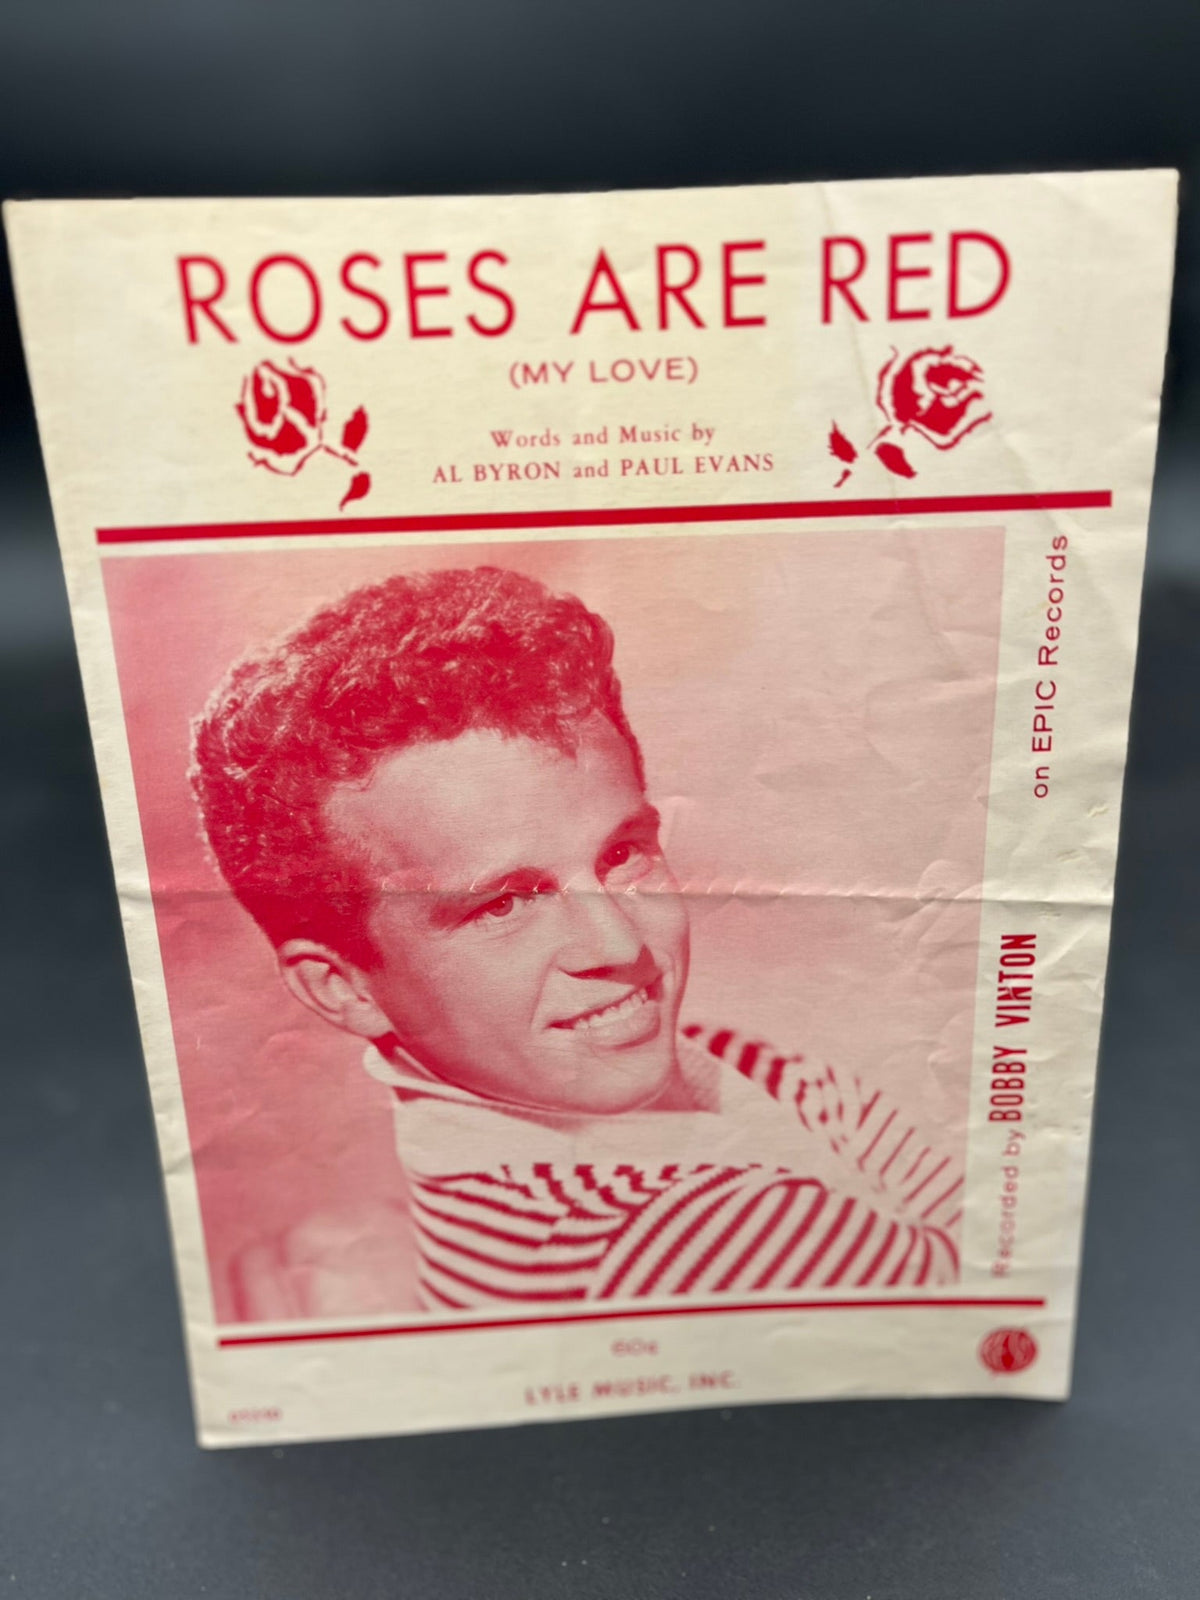 ROSES ARE RED
(MY LOVE)
Words and Music by
AL BYRON and PAUL EVANS
Recorded by BOBBY VINTON on EPIC Records
60¢
LYLE MUSIC, INC.